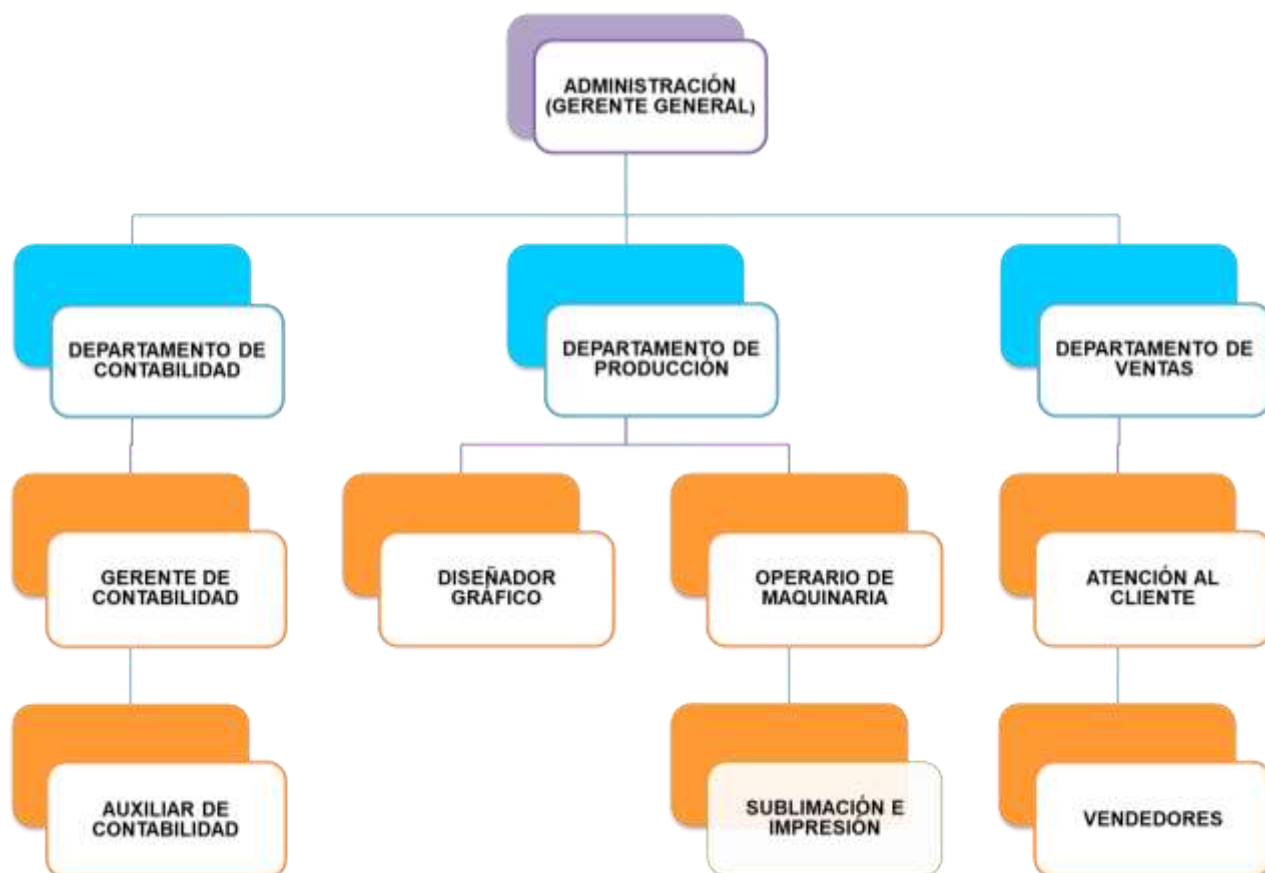 ADMINISTRACIÓN
(GERENTE GENERAL)
DEPARTAMENTO DE
CONTABILIDAD
DEPARTAMENTO DE
PRODUCCIÓN
DEPARTAMENTO DE
VENTAS
GERENTE DE
CONTABILIDAD
DISEÑADOR
GRÁFICO
OPERARIO DE
MAQUINARIA
ATENCIÓN AL
CLIENTE
AUXILIAR DE
CONTABILIDAD
SUBLIMACIÓN E
IMPRESIÓN
VENDEDORES